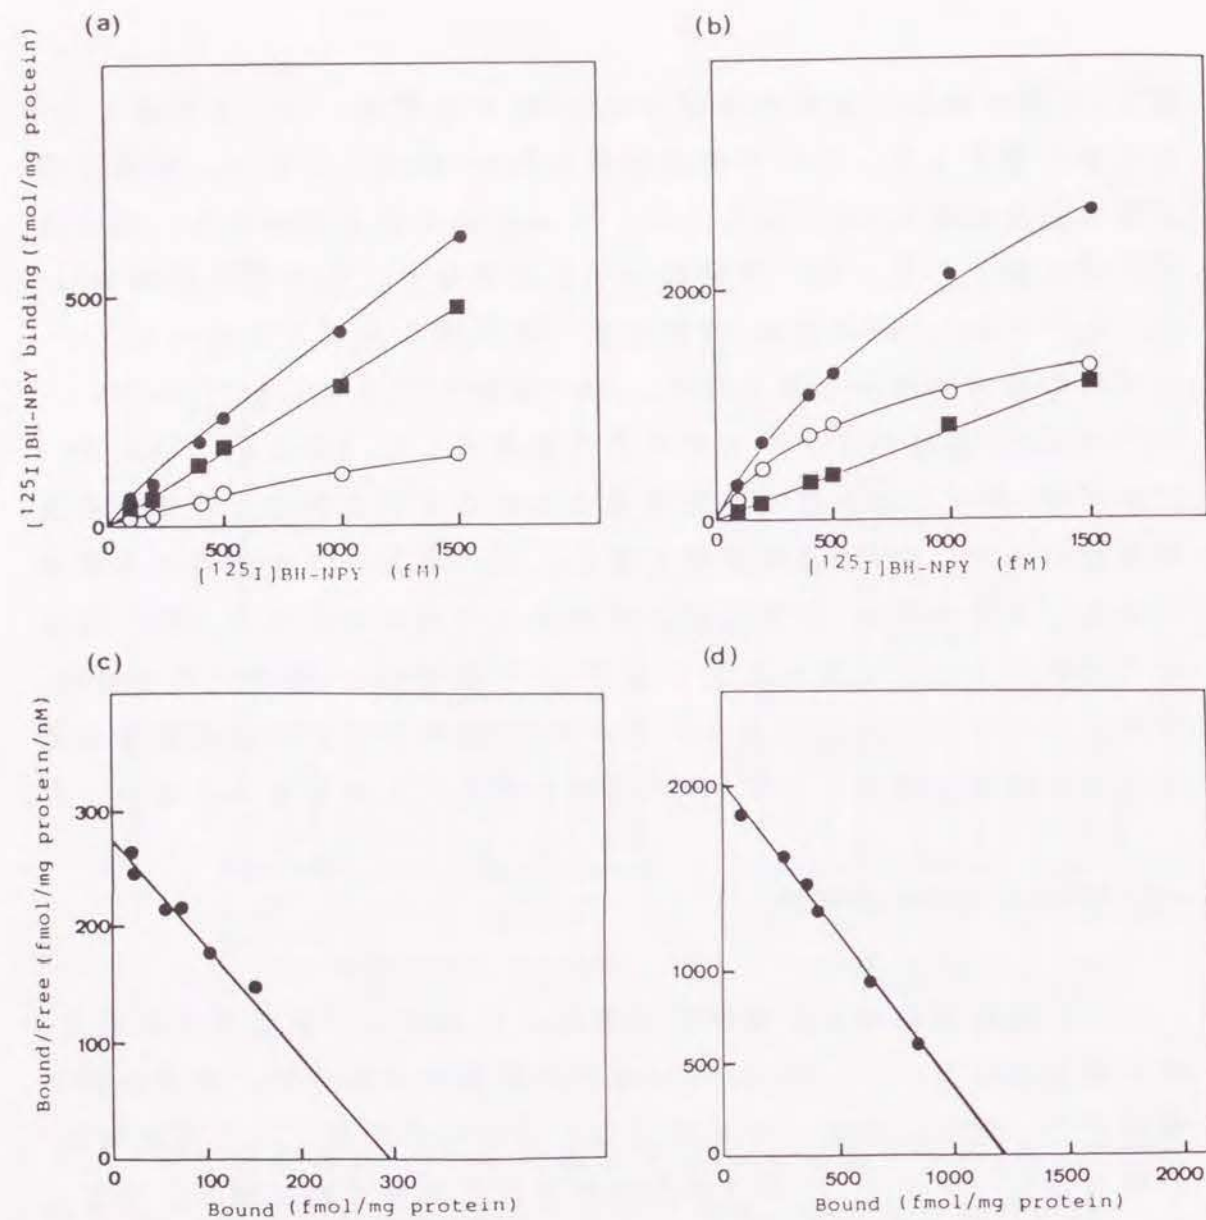 (a)
[125I]BH-NPY binding (fmol/mg protein)
500
0
0
500
1000
1500
[125I]BH-NPY (fM)
(b)
2000
0
0
500
1000
1500
[125I]BH-NPY (fM)
(c)
Bound/Free (fmol/mg protein/nM)
300
200
100
0
0
100
200
300
Bound (fmol/mg protein)
(d)
2000
1000
500
0
0
500
1000
1500
2000
Bound (fmol/mg protein)